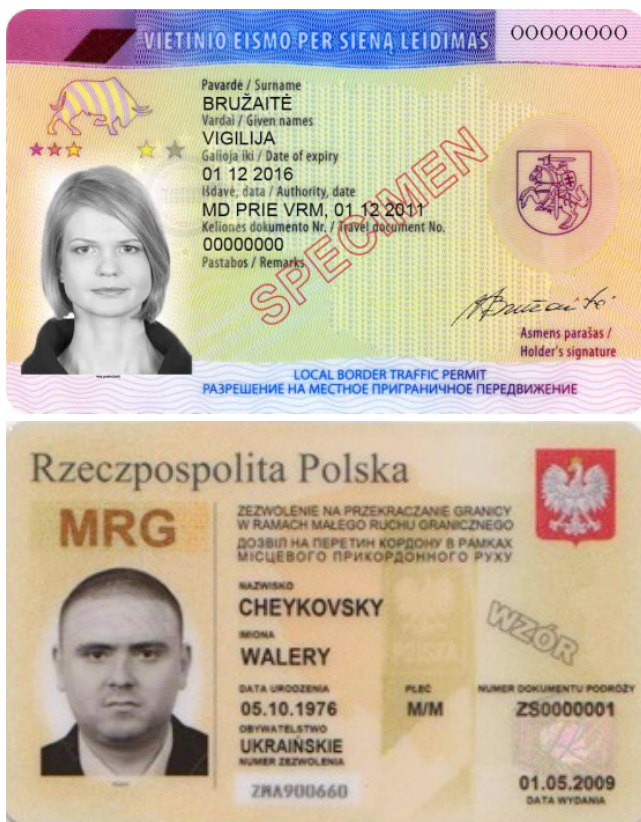 VIETINIO EISMO PER SIENĄ LEIDIMAS
00000000
Pavardė / Surname
BRUŽAITĖ
Vardai / Given names
VIGILIJA
Galioja iki / Date of expiry
01 12 2016
Išdavė, data / Authority, date
MD PRIE VRM, 01 12 2011
Keliones dokumento Nr. / Travel document No.
00000000
Pastabos / Remarks
SPECIMEN
Asmens parašas /
Holder's signature
LOCAL BORDER TRAFFIC PERMIT
РАЗРЕШЕНИЕ НА МЕСТНОЕ ПРИГРАНИЧНОЕ ПЕРЕДВИЖЕНИЕ
Rzeczpospolita Polska
MRG
ZEZWOLENIE NA PRZEKRACZANIE GRANICY
W RAMACH MAŁEGO RUCHU GRANICZNEGO
ДОЗВІЛ НА ПЕРЕТИН КОРДОНУ В РАМКАХ
МІСЦЕВОГО ПРИКОРДОННОГО РУХУ
NAZWISKO
CHEYKOVSKY
IMIONA
WALERY
WZÓR
POLSKA
DATA URODZENIA
PŁEĆ
NUMER DOKUMENTU PODRÓŻY
05.10.1976
M/M
ZS0000001
OBYWATELSTWO
UKRAIŃSKIE
NUMER ZEZWOLENIA
ZMA900660
01.05.2009
DATA WYDANIA